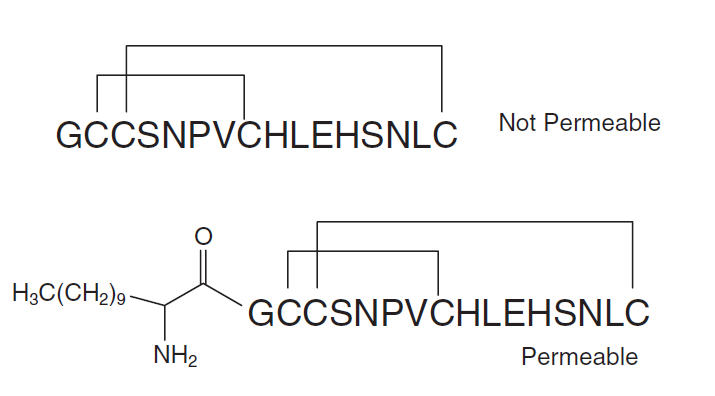 GCCSNPVCHLEHSNLC Not Permeable
O
H₃C(CH₂)₉
GCCSNPVCHLEHSNLC
NH₂
Permeable